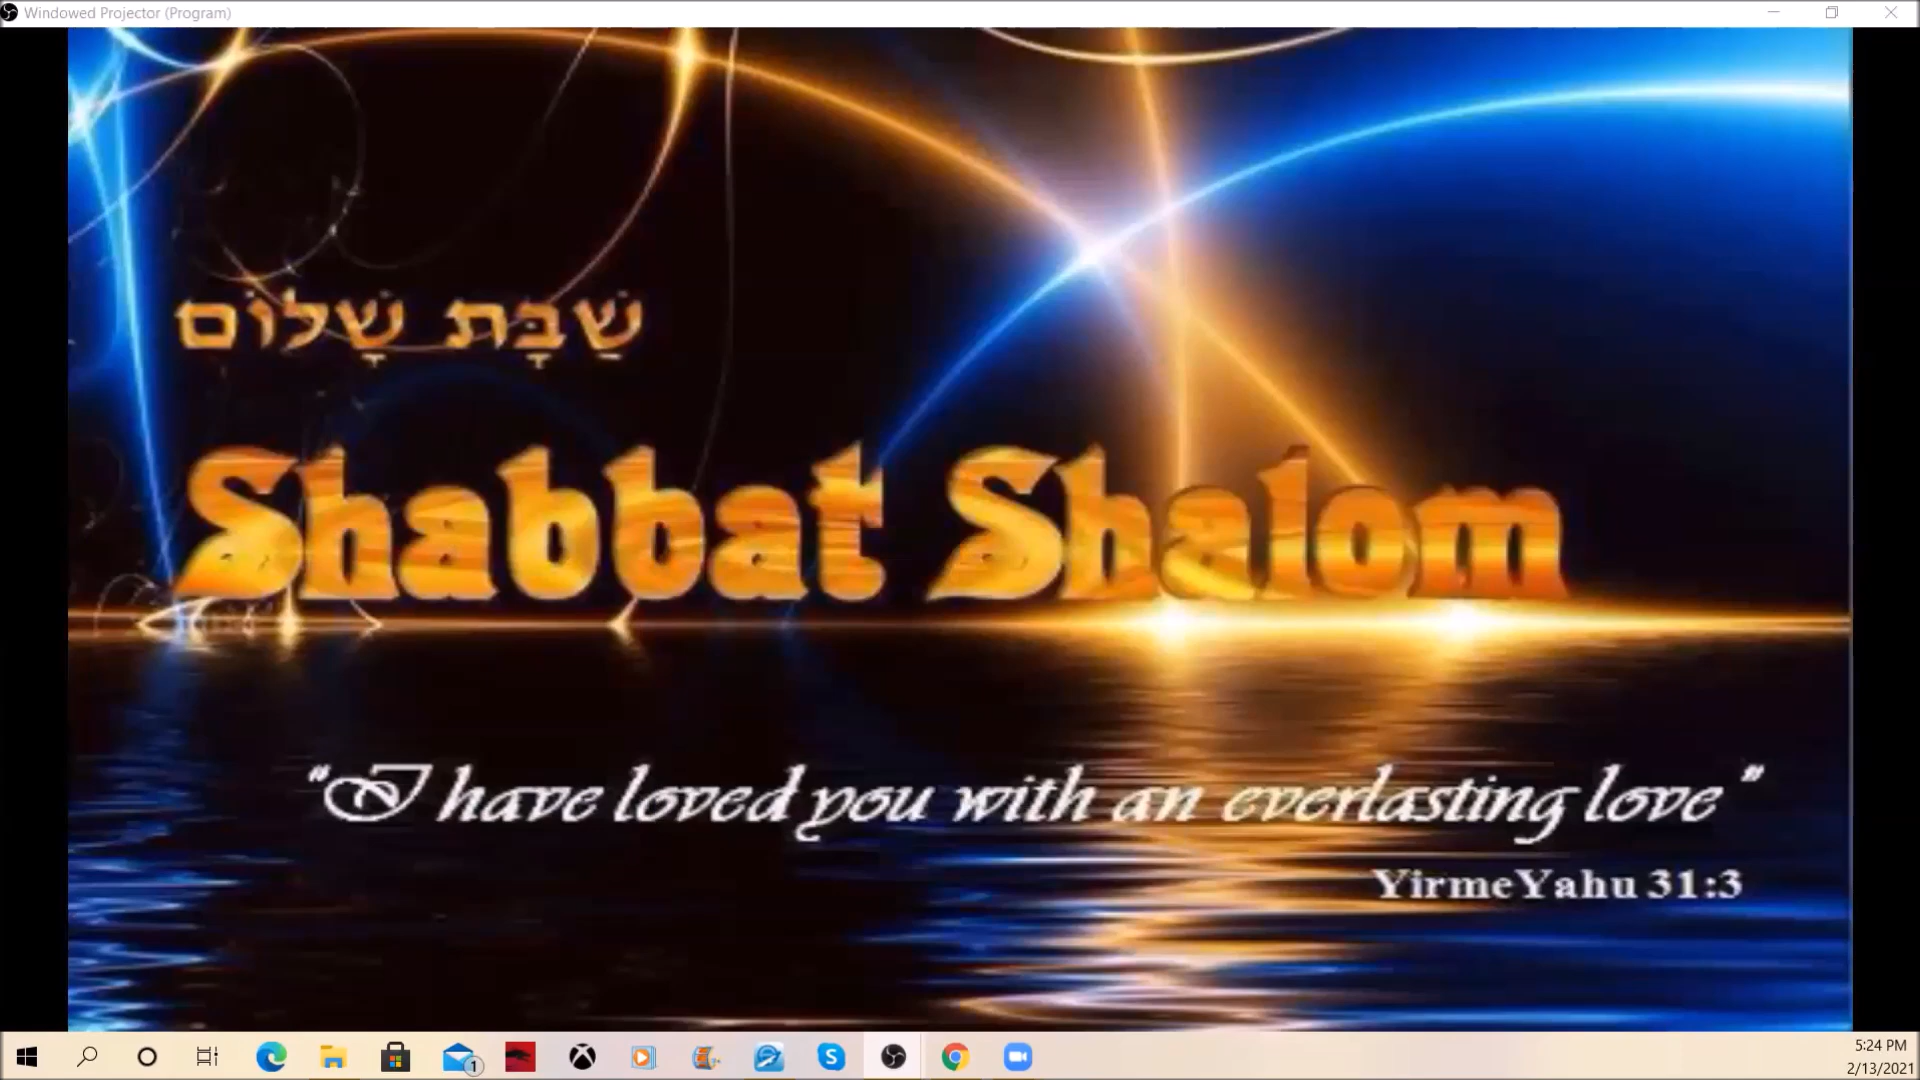 Windowed Projector (Program)
שַׁבָּת שָׁלוֹם
Shabbat Shalom
"I have loved you with an everlasting love"
YirmeYahu 31:3
1
5:24 PM
2/13/2021